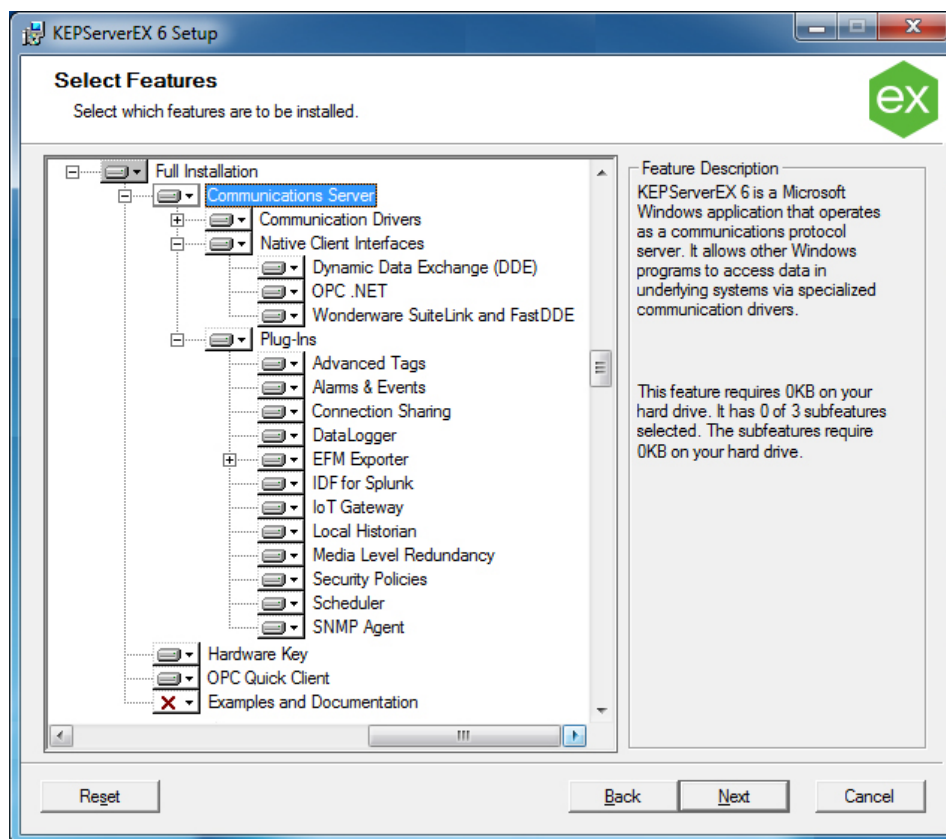 KEPServerEX 6 Setup
Select Features
Select which features are to be installed.
ex
Full Installation
Communications Server
Communication Drivers
Native Client Interfaces
Dynamic Data Exchange (DDE)
OPC .NET
Wonderware SuiteLink and FastDDE
Plug-Ins
Advanced Tags
Alarms & Events
Connection Sharing
DataLogger
EFM Exporter
IDF for Splunk
IoT Gateway
Local Historian
Media Level Redundancy
Security Policies
Scheduler
SNMP Agent
Hardware Key
OPC Quick Client
Examples and Documentation
Feature Description
KEPServerEX 6 is a Microsoft
Windows application that operates
as a communications protocol
server. It allows other Windows
programs to access data in
underlying systems via specialized
communication drivers.
This feature requires 0KB on your
hard drive. It has 0 of 3 subfeatures
selected. The subfeatures require
0KB on your hard drive.
Reset
Back
Next
Cancel